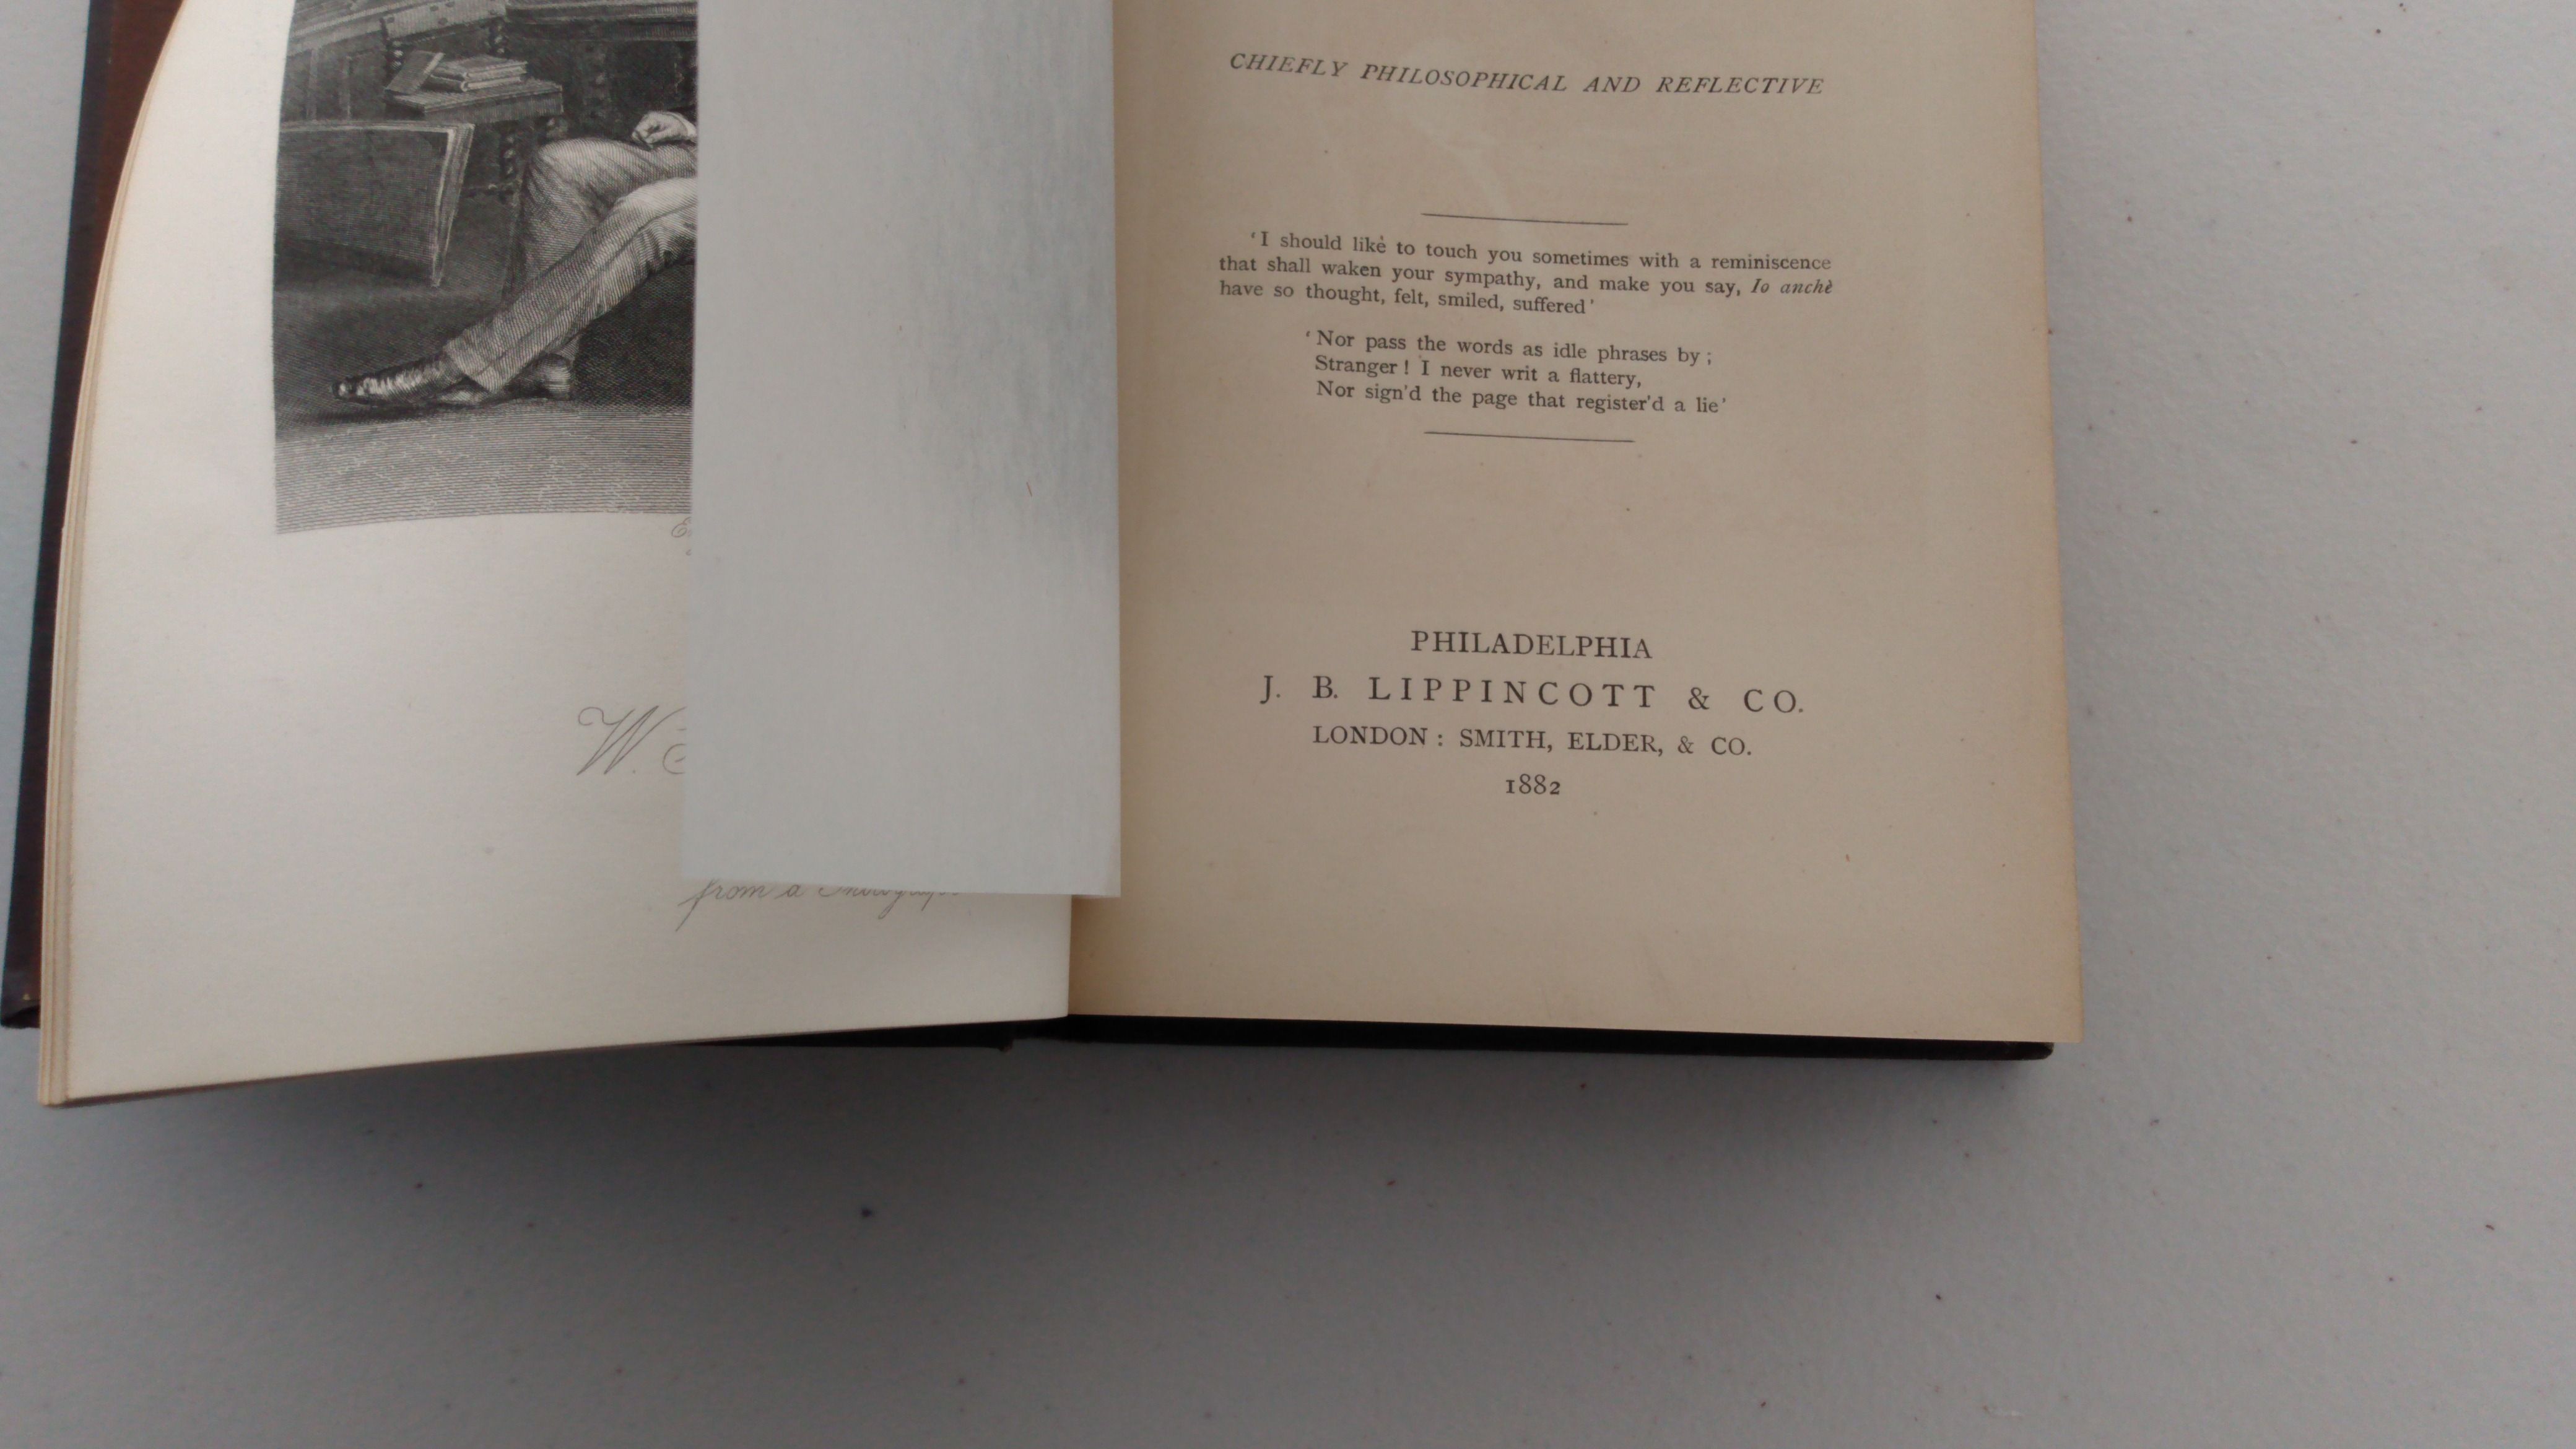 W.
from a
CHIEFLY PHILOSOPHICAL AND REFLECTIVE
‘I should like to touch you sometimes with a reminiscence
that shall waken your sympathy, and make you say, Io anchè
have so thought, felt, smiled, suffered’
‘Nor pass the words as idle phrases by;
Stranger! I never writ a flattery,
Nor sign'd the page that register'd a lie’
PHILADELPHIA
J. B. LIPPINCOTT & CO.
LONDON: SMITH, ELDER, & CO.
1882